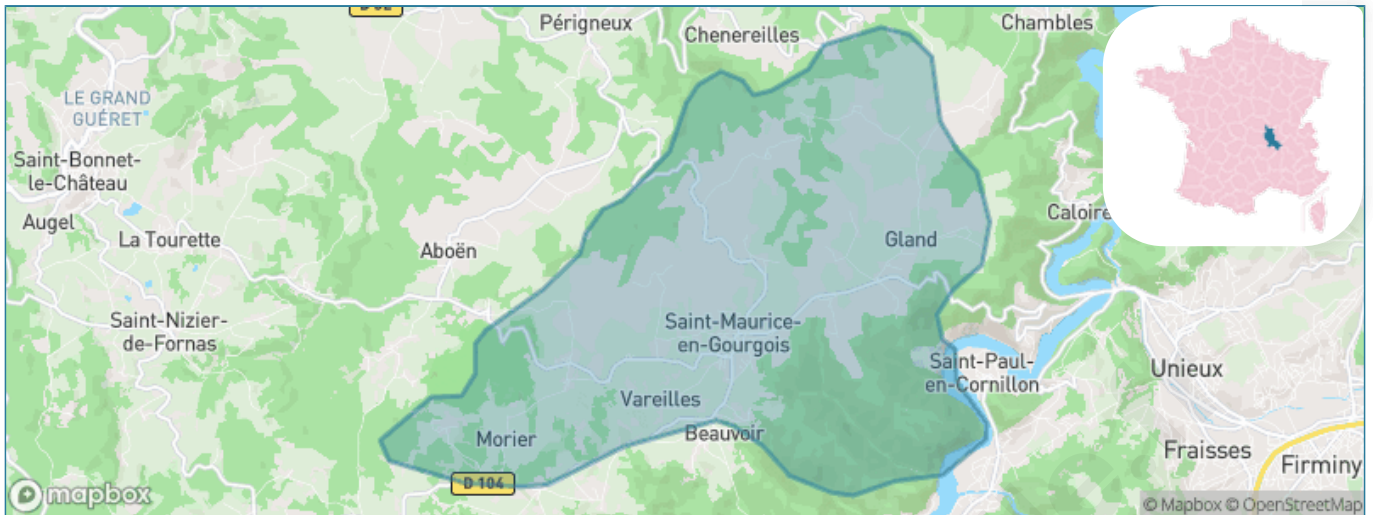 D 32
Périgneux
Chenereilles
Chambles
LE GRAND
GUÉRET
Saint-Bonnet-
le-Château
Augel
La Tourette
Aboën
Gland
Caloire
Saint-Nizier-
de-Fornas
Saint-Maurice-
en-Gourgois
Saint-Paul-
en-Cornillon
Unieux
Vareilles
Morier
Beauvoir
Fraisses
Firminy
D 104
mapbox
© Mapbox © OpenStreetMap